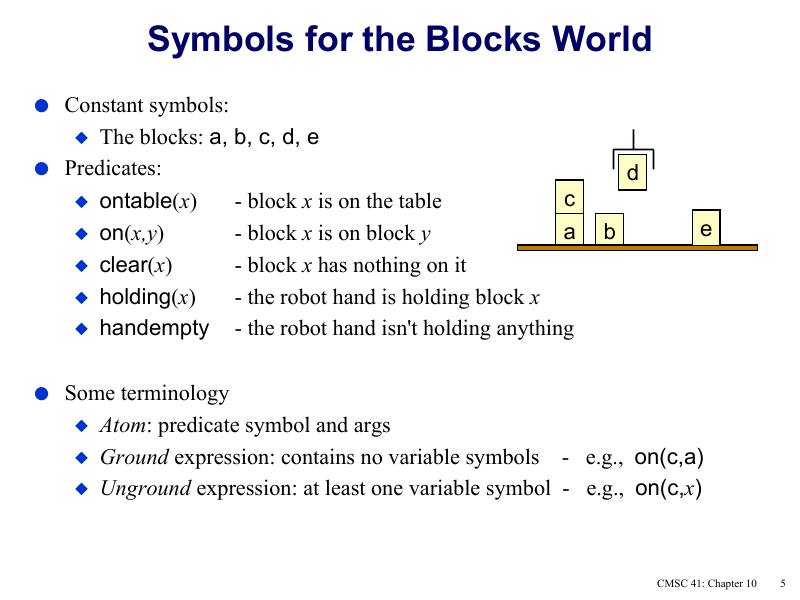 Symbols for the Blocks World
Constant symbols:
The blocks: a, b, c, d, e
Predicates:
ontable(x) - block x is on the table
on(x,y) - block x is on block y
clear(x) - block x has nothing on it
holding(x) - the robot hand is holding block x
handempty - the robot hand isn't holding anything
d
c
a b e
Some terminology
Atom: predicate symbol and args
Ground expression: contains no variable symbols - e.g., on(c,a)
Unground expression: at least one variable symbol - e.g., on(c,x)
CMSC 41: Chapter 10 5